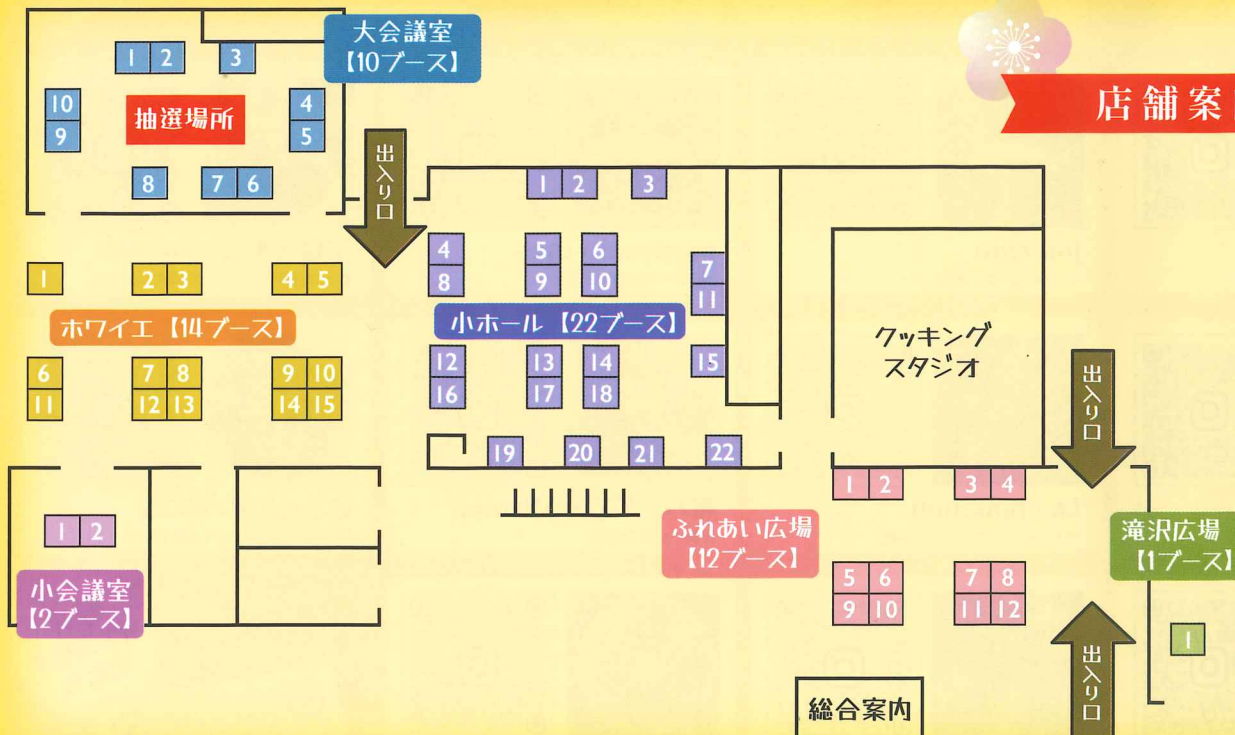 大会議室
【10ブース】
店舗案
1 2 3
10 4
抽選場所
9 5
8 7 6
出入り口
1 2 3
4 5 6
7
8 9 10
11
小ホール【22ブース】
12 13 14 15
16 17 18
19 20 21 22
1 2 3 4 5
ホワイエ【14ブース】
6 7 8 9 10
11 12 13 14 15
クッキング
スタジオ
出入り口
1 2
小会議室
【2ブース】
1 2 3 4
ふれあい広場
【12ブース】
5 6 7 8
9 10 11 12
滝沢広場
【1ブース】
1
出入り口
総合案内